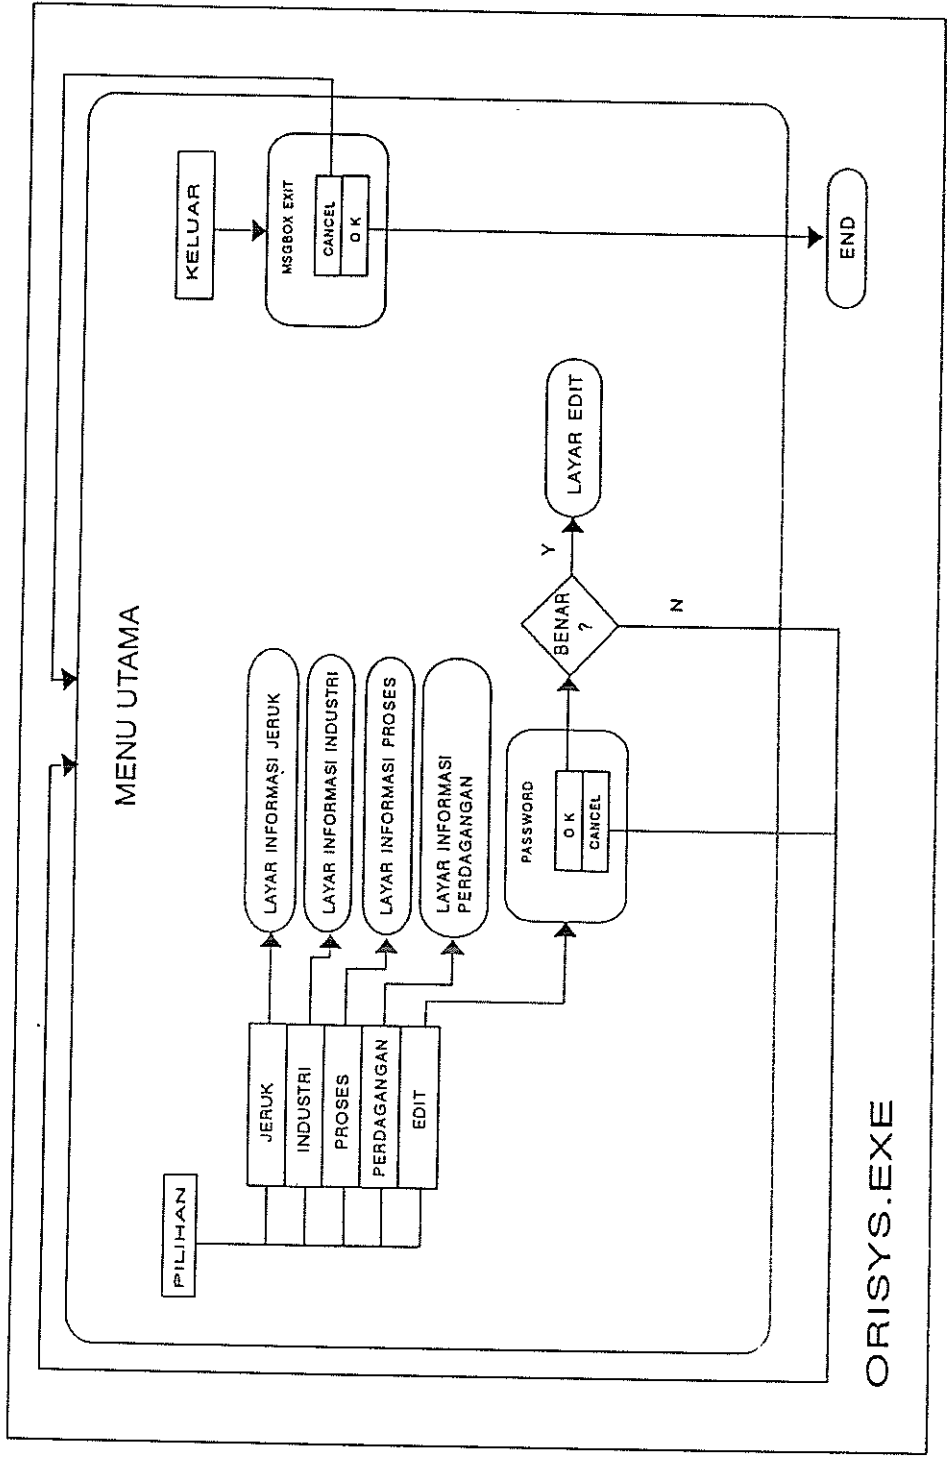 MENU UTAMA
PILIHAN
JERUK
INDUSTRI
PROSES
PERDAGANGAN
EDIT
LAYAR INFORMASI JERUK
LAYAR INFORMASI INDUSTRI
LAYAR INFORMASI PROSES
LAYAR INFORMASI
PERDAGANGAN
PASSWORD
O K
CANCEL
BENAR
?
Y
N
LAYAR EDIT
KELUAR
MSGBOX EXIT
CANCEL
O K
END
ORISYS.EXE